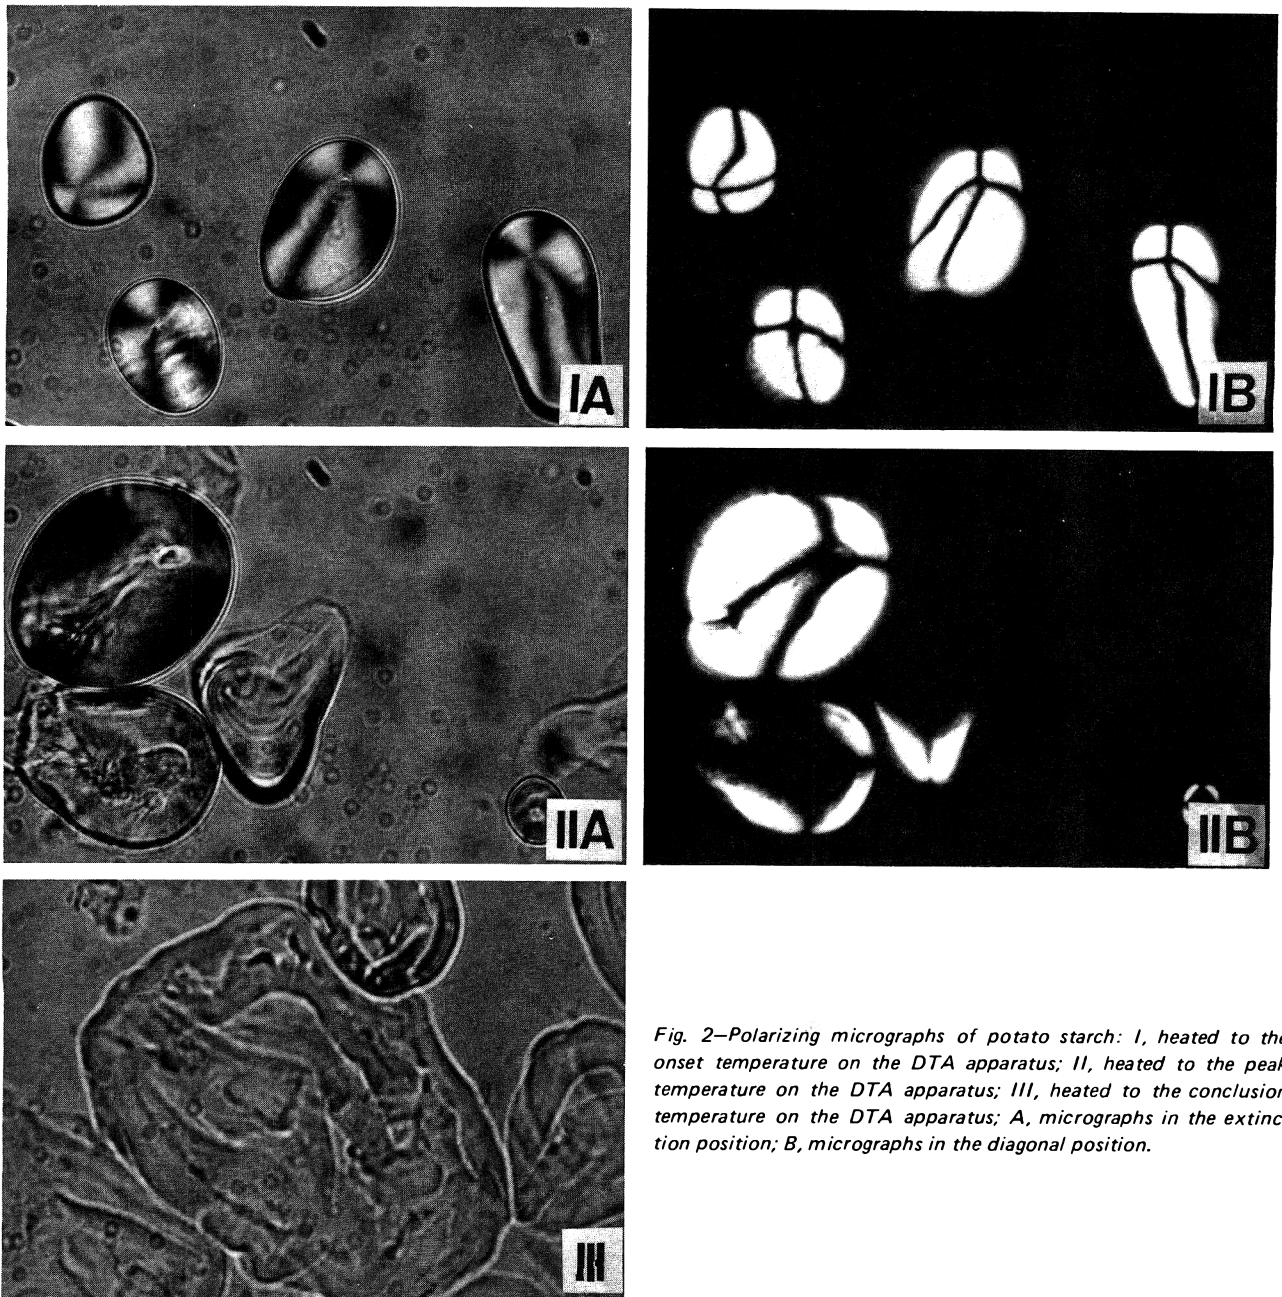 IA
IB
IIA
IIB
III
Fig. 2—Polarizing micrographs of potato starch: I, heated to the
onset temperature on the DTA apparatus; II, heated to the peak
temperature on the DTA apparatus; III, heated to the conclusion
temperature on the DTA apparatus; A, micrographs in the extinc
tion position; B, micrographs in the diagonal position.